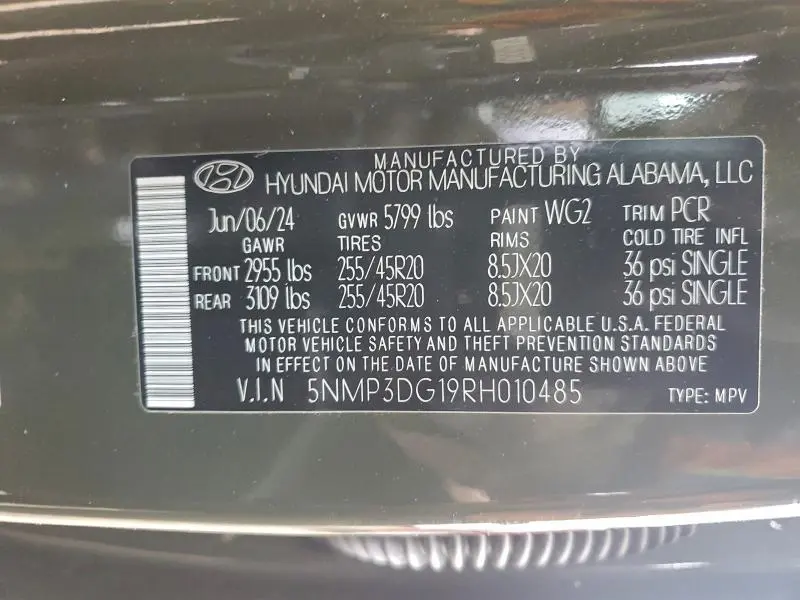 MANUFACTURED BY
HYUNDAI MOTOR MANUFACTURING ALABAMA, LLC
Jun/06/24 GVWR 5799 lbs PAINT WG2 TRIM PCR
GAWR TIRES RIMS COLD TIRE INFL
FRONT 2955 lbs 255/45R20 8.5JX20 36 psi SINGLE
REAR 3109 lbs 255/45R20 8.5JX20 36 psi SINGLE
THIS VEHICLE CONFORMS TO ALL APPLICABLE U.S.A. FEDERAL
MOTOR VEHICLE SAFETY AND THEFT PREVENTION STANDARDS
IN EFFECT ON THE DATE OF MANUFACTURE SHOWN ABOVE
V.I.N 5NMP3DG19RH010485 TYPE: MPV